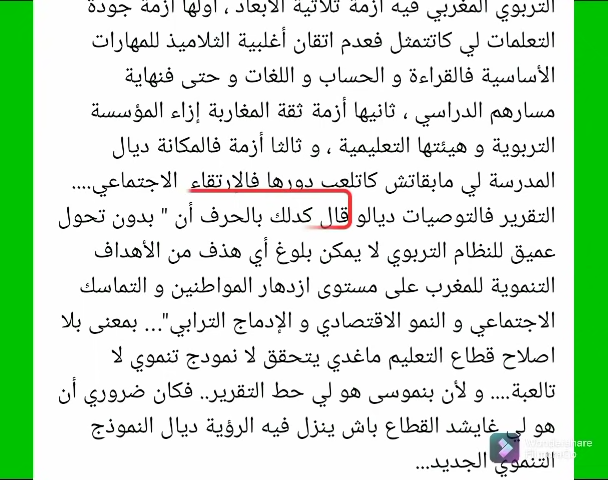 التربوي المغربي فيه ازمة ثلاثية الأبعاد ، أولها أزمة جودة
التعلمات لي كاتتمثل فعدم اتقان أغلبية الثلاميذ للمهارات
الأساسية فالقراءة و الحساب و اللغات و حتى فنهاية
مسارهم الدراسي ، ثانيها أزمة ثقة المغاربة إزاء المؤسسة
التربوية و هيئتها التعليمية ، و ثالثا أزمة فالمكانة ديال
المدرسة لي مابقاتش كاتلعب دورها فالارتقاء الاجتماعي....
التقرير فالتوصيات ديالو قال كدلك بالحرف أن " بدون تحول
عميق للنظام التربوي لا يمكن بلوغ أي هذف من الأهداف
التنموية للمغرب على مستوى ازدهار المواطنين و التماسك
الاجتماعي و النمو الاقتصادي و الإدماج الترابي"... بمعنى بلا
اصلاح قطاع التعليم ماغدي يتحقق لا نمودج تنموي لا
تالعبة.... و لأن بنموسى هو لي حط التقرير.. فكان ضروري أن
هو لي غايشد القطاع باش ينزل فيه الرؤية ديال النموذج
التنموي الجديد...
Wondershare